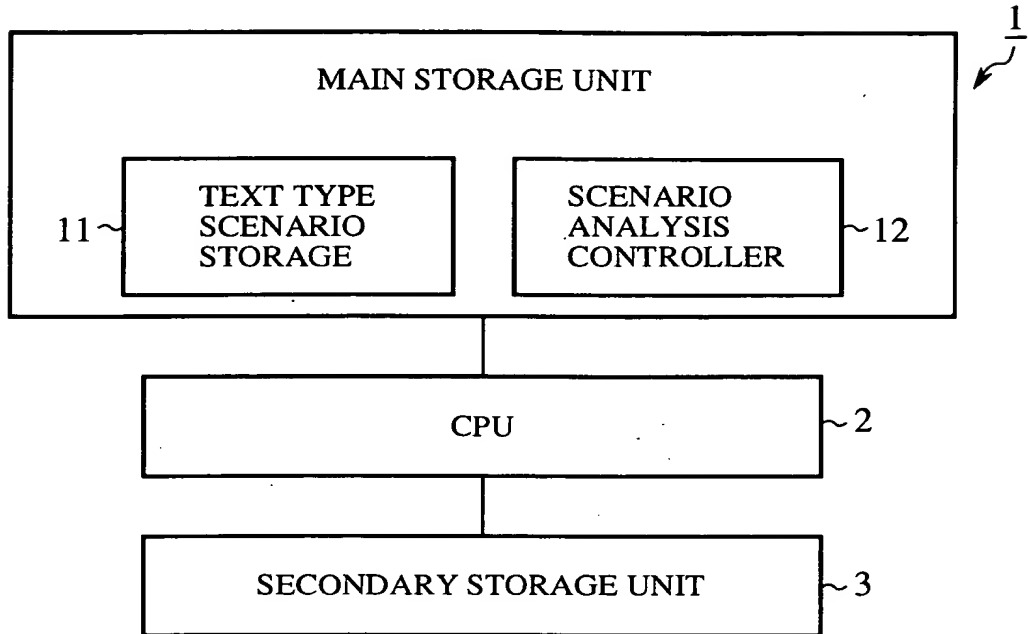 1
MAIN STORAGE UNIT
11
TEXT TYPE
SCENARIO
STORAGE
SCENARIO
ANALYSIS
CONTROLLER
12
CPU
2
SECONDARY STORAGE UNIT
3